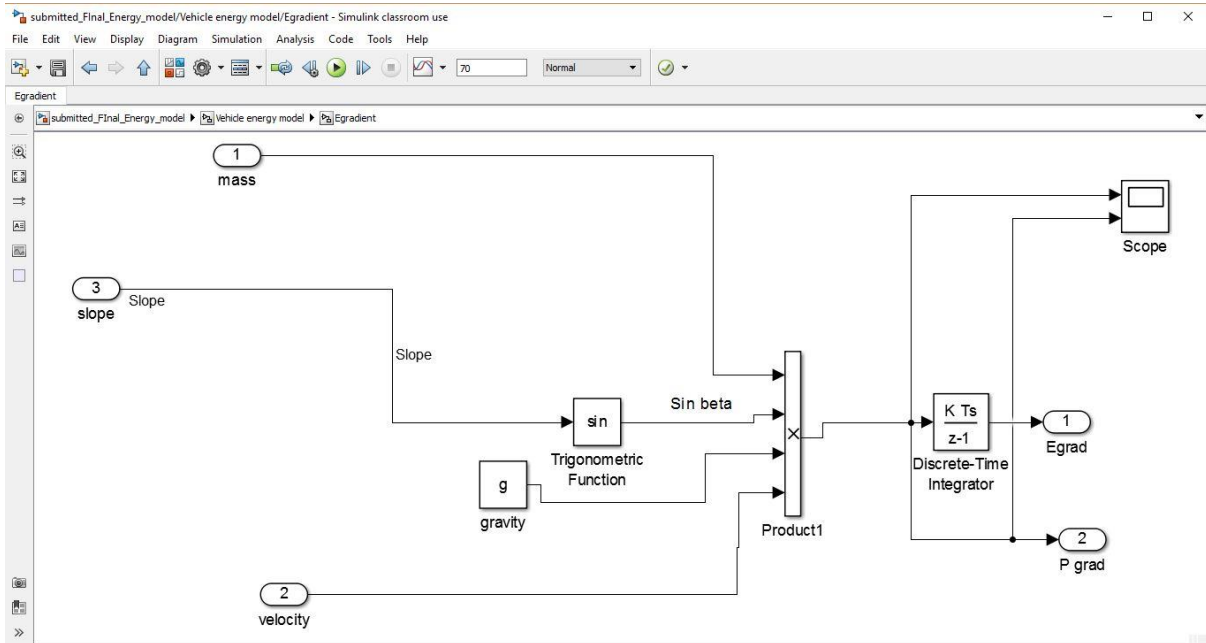 submitted_FInal_Energy_model/Vehicle energy model/Egradient - Simulink classroom use
File Edit View Display Diagram Simulation Analysis Code Tools Help
70 Normal
Egradient
submitted_FInal_Energy_model Vehicle energy model Egradient
1
mass
Scope
3
slope
Slope
Slope
sin
Trigonometric
Function
Sin beta
g
gravity
×
Product1
K Ts
z-1
Discrete-Time
Integrator
1
Egrad
2
P grad
2
velocity